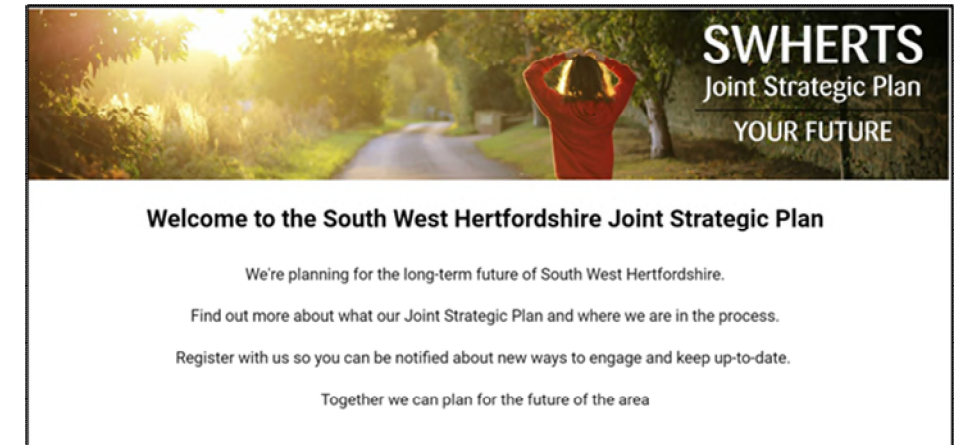 SWHERTS
Joint Strategic Plan
YOUR FUTURE
Welcome to the South West Hertfordshire Joint Strategic Plan
We're planning for the long-term future of South West Hertfordshire.
Find out more about what our Joint Strategic Plan and where we are in the process.
Register with us so you can be notified about new ways to engage and keep up-to-date.
Together we can plan for the future of the area